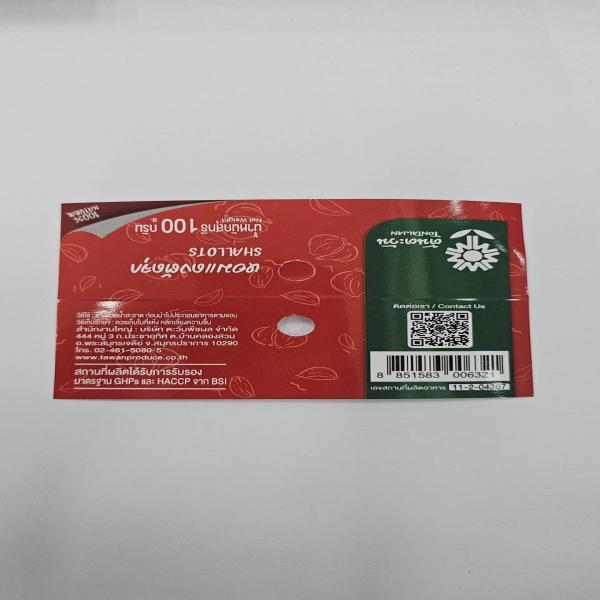 100%
NATURAL
น้ำหนักสุทธิ 100 กรัม
Net Weight g.
หอมแดงตัดจุก
SHALLOTS
ต้นตะวัน
TONTAWAN
วิธีใช้ : ล้างด้วยน้ำสะอาด ก่อนนำไปประกอบอาหารตามชอบ
วิธีเก็บรักษา : ควรเก็บในที่แห้ง หลีกเลี่ยงความชื้น
สำนักงานใหญ่ : บริษัท ตะวันพืชผล จำกัด
444 หมู่ 3 ถ.ประชาอุทิศ ต.บ้านคลองสวน
อ.พระสมุทรเจดีย์ จ.สมุทรปราการ 10290
โทร. 02-461-5080-5
www.tawanproduce.co.th
สถานที่ผลิตได้รับการรับรอง
มาตรฐาน GHPs และ HACCP จาก BSI
ติดต่อเรา / Contact Us
8 851583 006321
เลขสถานที่ผลิตอาหาร 11-2-04387